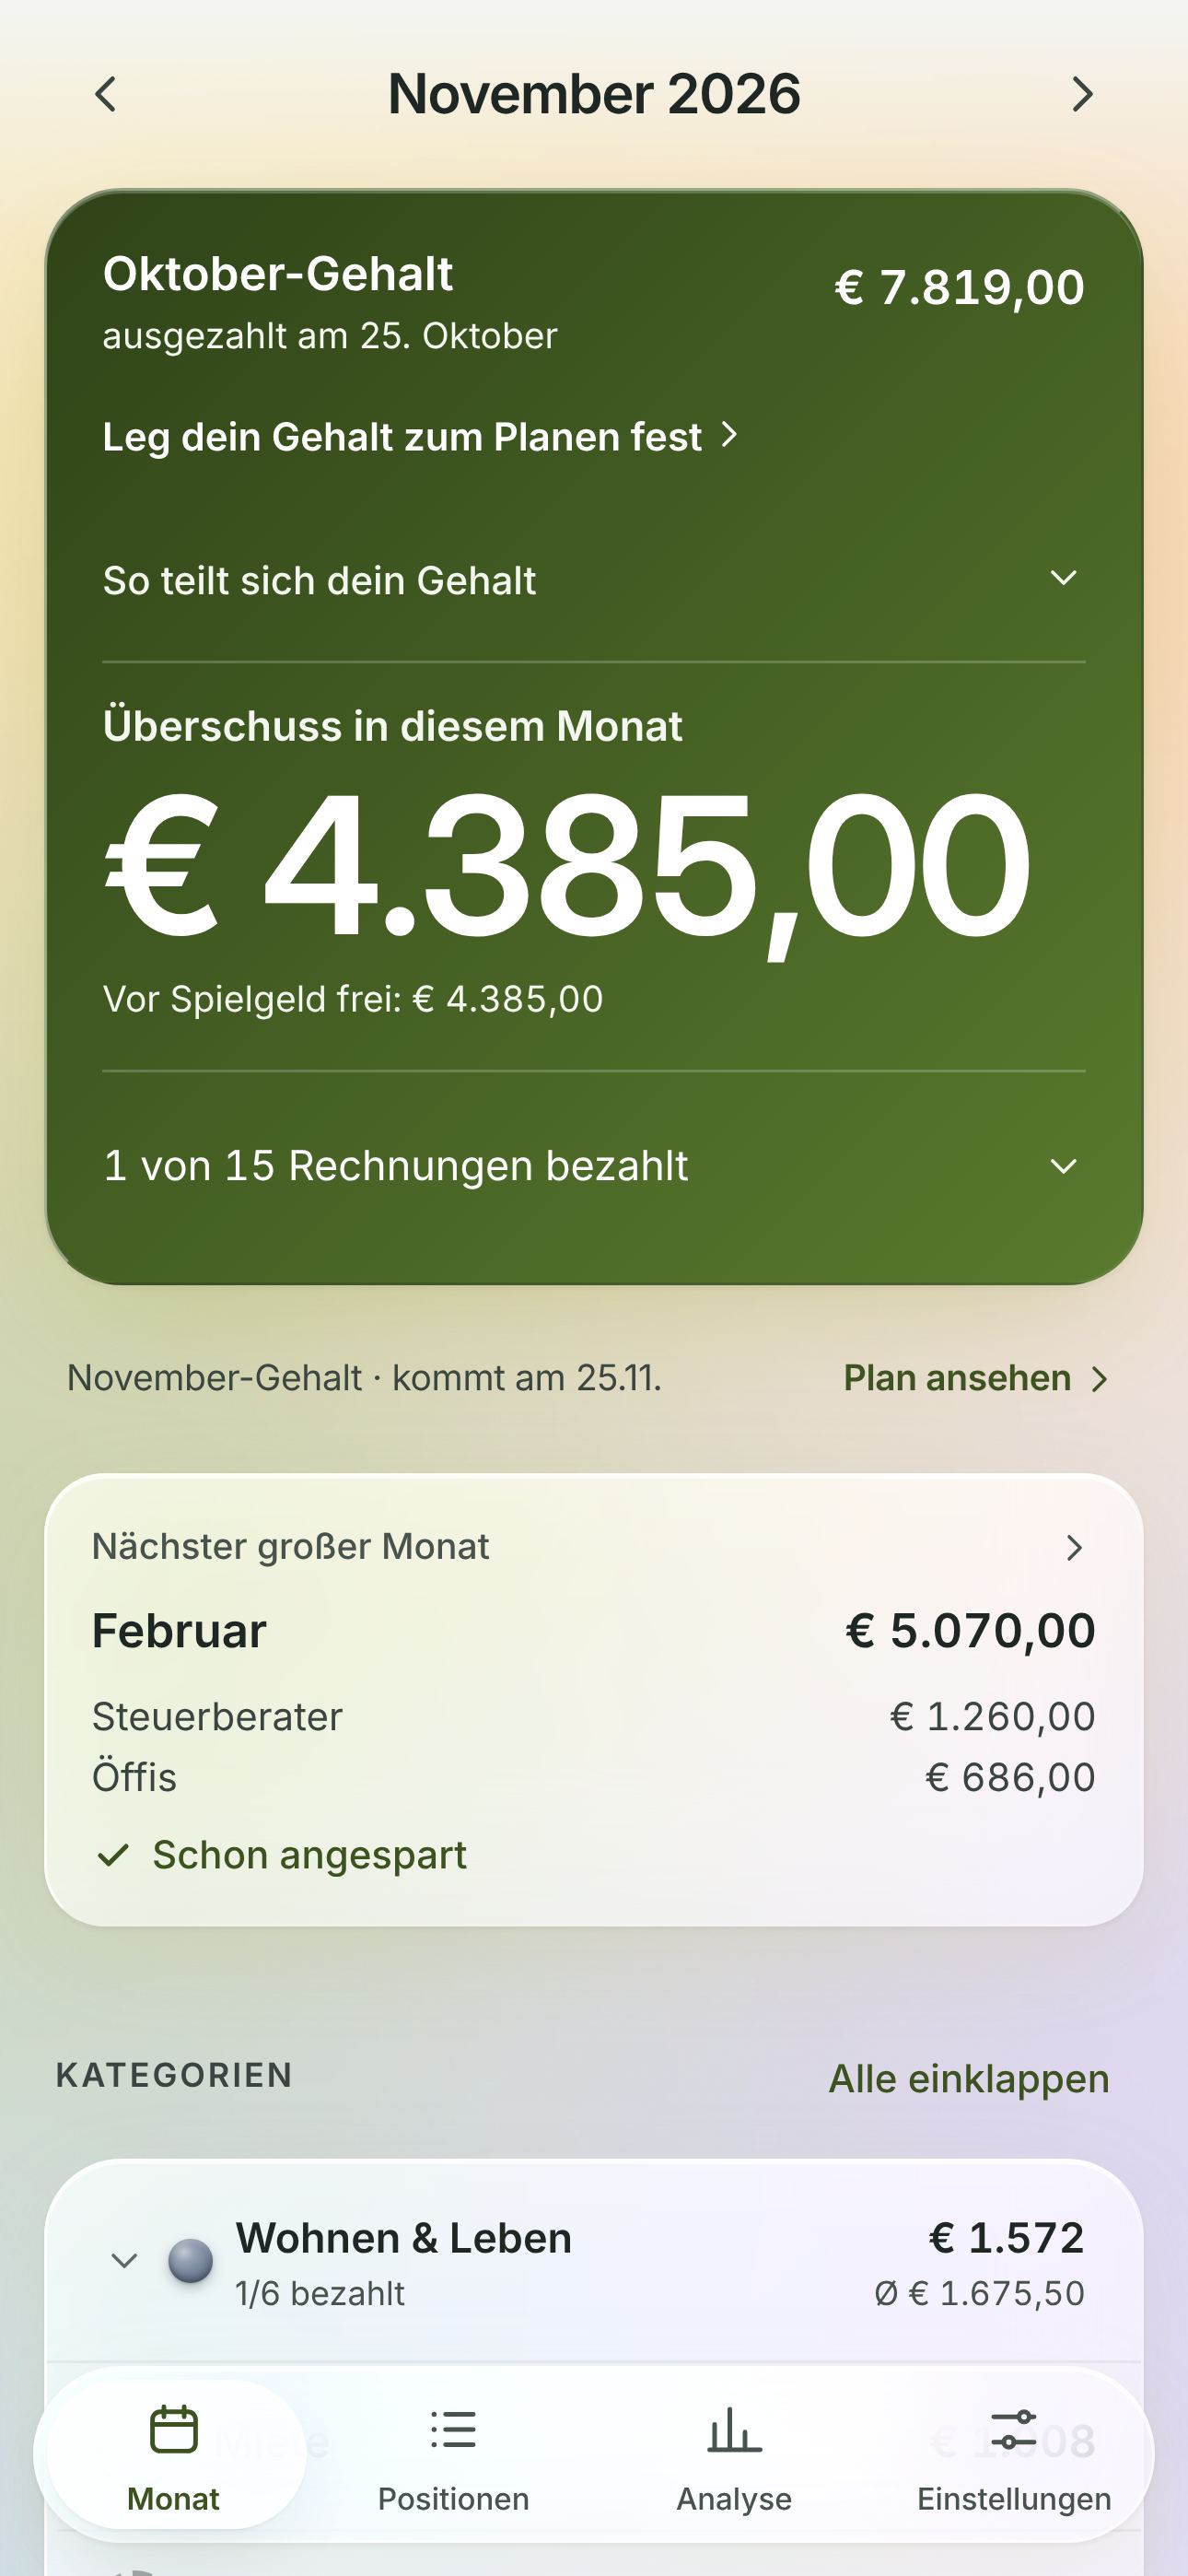 November 2026
Oktober-Gehalt
€ 7.819,00
ausgezahlt am 25. Oktober
Leg dein Gehalt zum Planen fest
So teilt sich dein Gehalt
Überschuss in diesem Monat
€ 4.385,00
Vor Spielgeld frei: € 4.385,00
1 von 15 Rechnungen bezahlt
November-Gehalt · kommt am 25.11.
Plan ansehen
Nächster großer Monat
Februar
€ 5.070,00
Steuerberater
€ 1.260,00
Öffis
€ 686,00
Schon angespart
KATEGORIEN
Alle einklappen
Wohnen & Leben
€ 1.572
1/6 bezahlt
Ø € 1.675,50
Miete
€ 1.008
Monat
Positionen
Analyse
Einstellungen